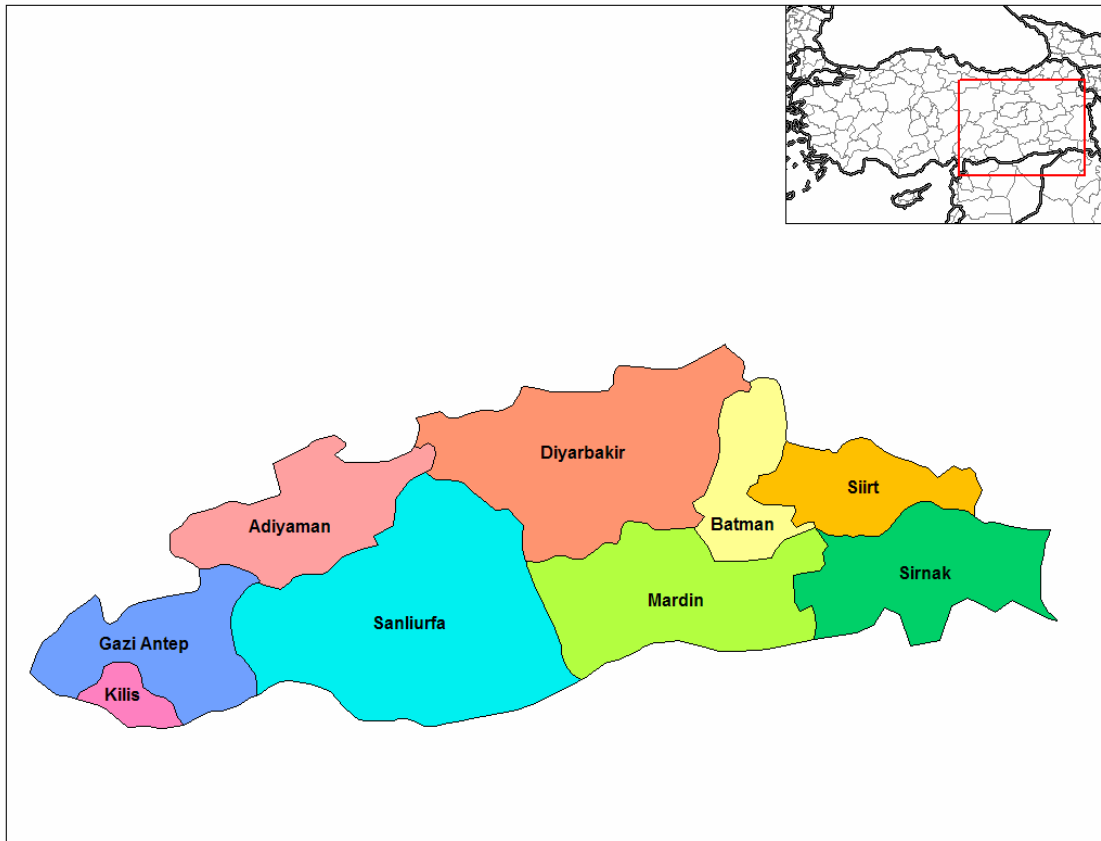 Diyarbakir
Siirt
Adiyaman
Batman
Sirnak
Mardin
Sanliurfa
Gazi Antep
Kilis